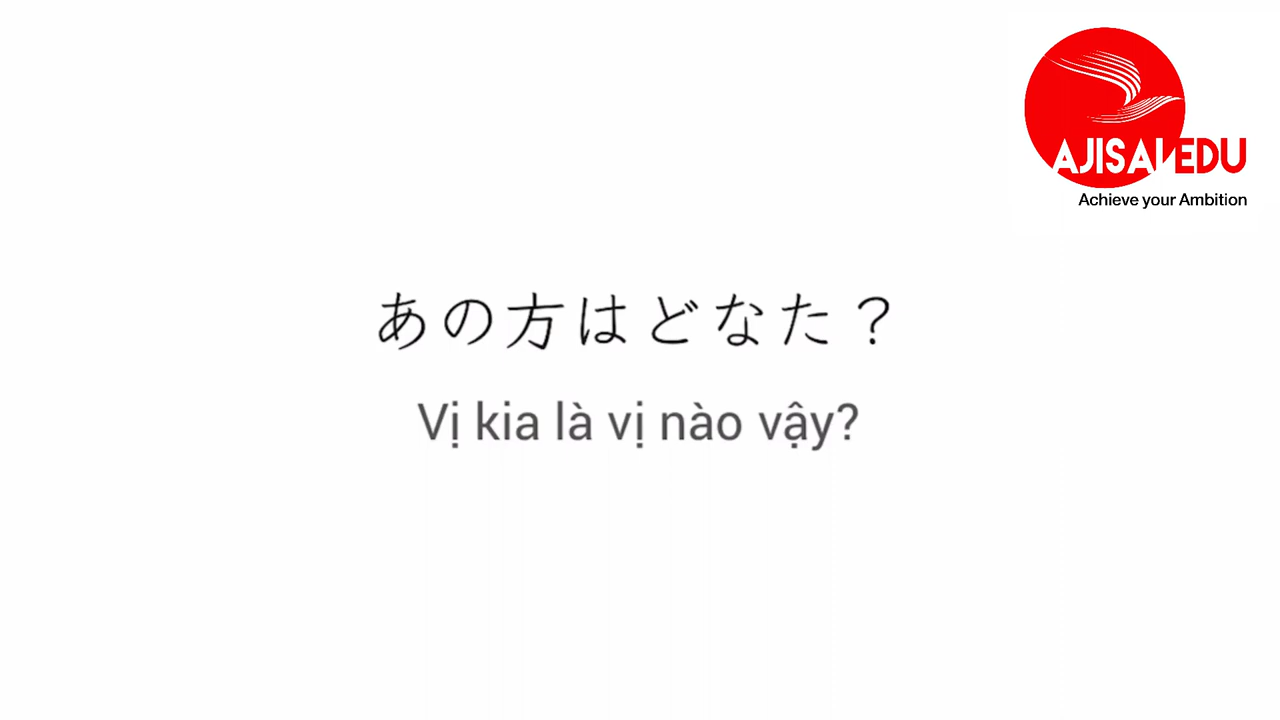 AJISAI EDU
Achieve your Ambition
あの方はどなた？
Vị kia là vị nào vậy?